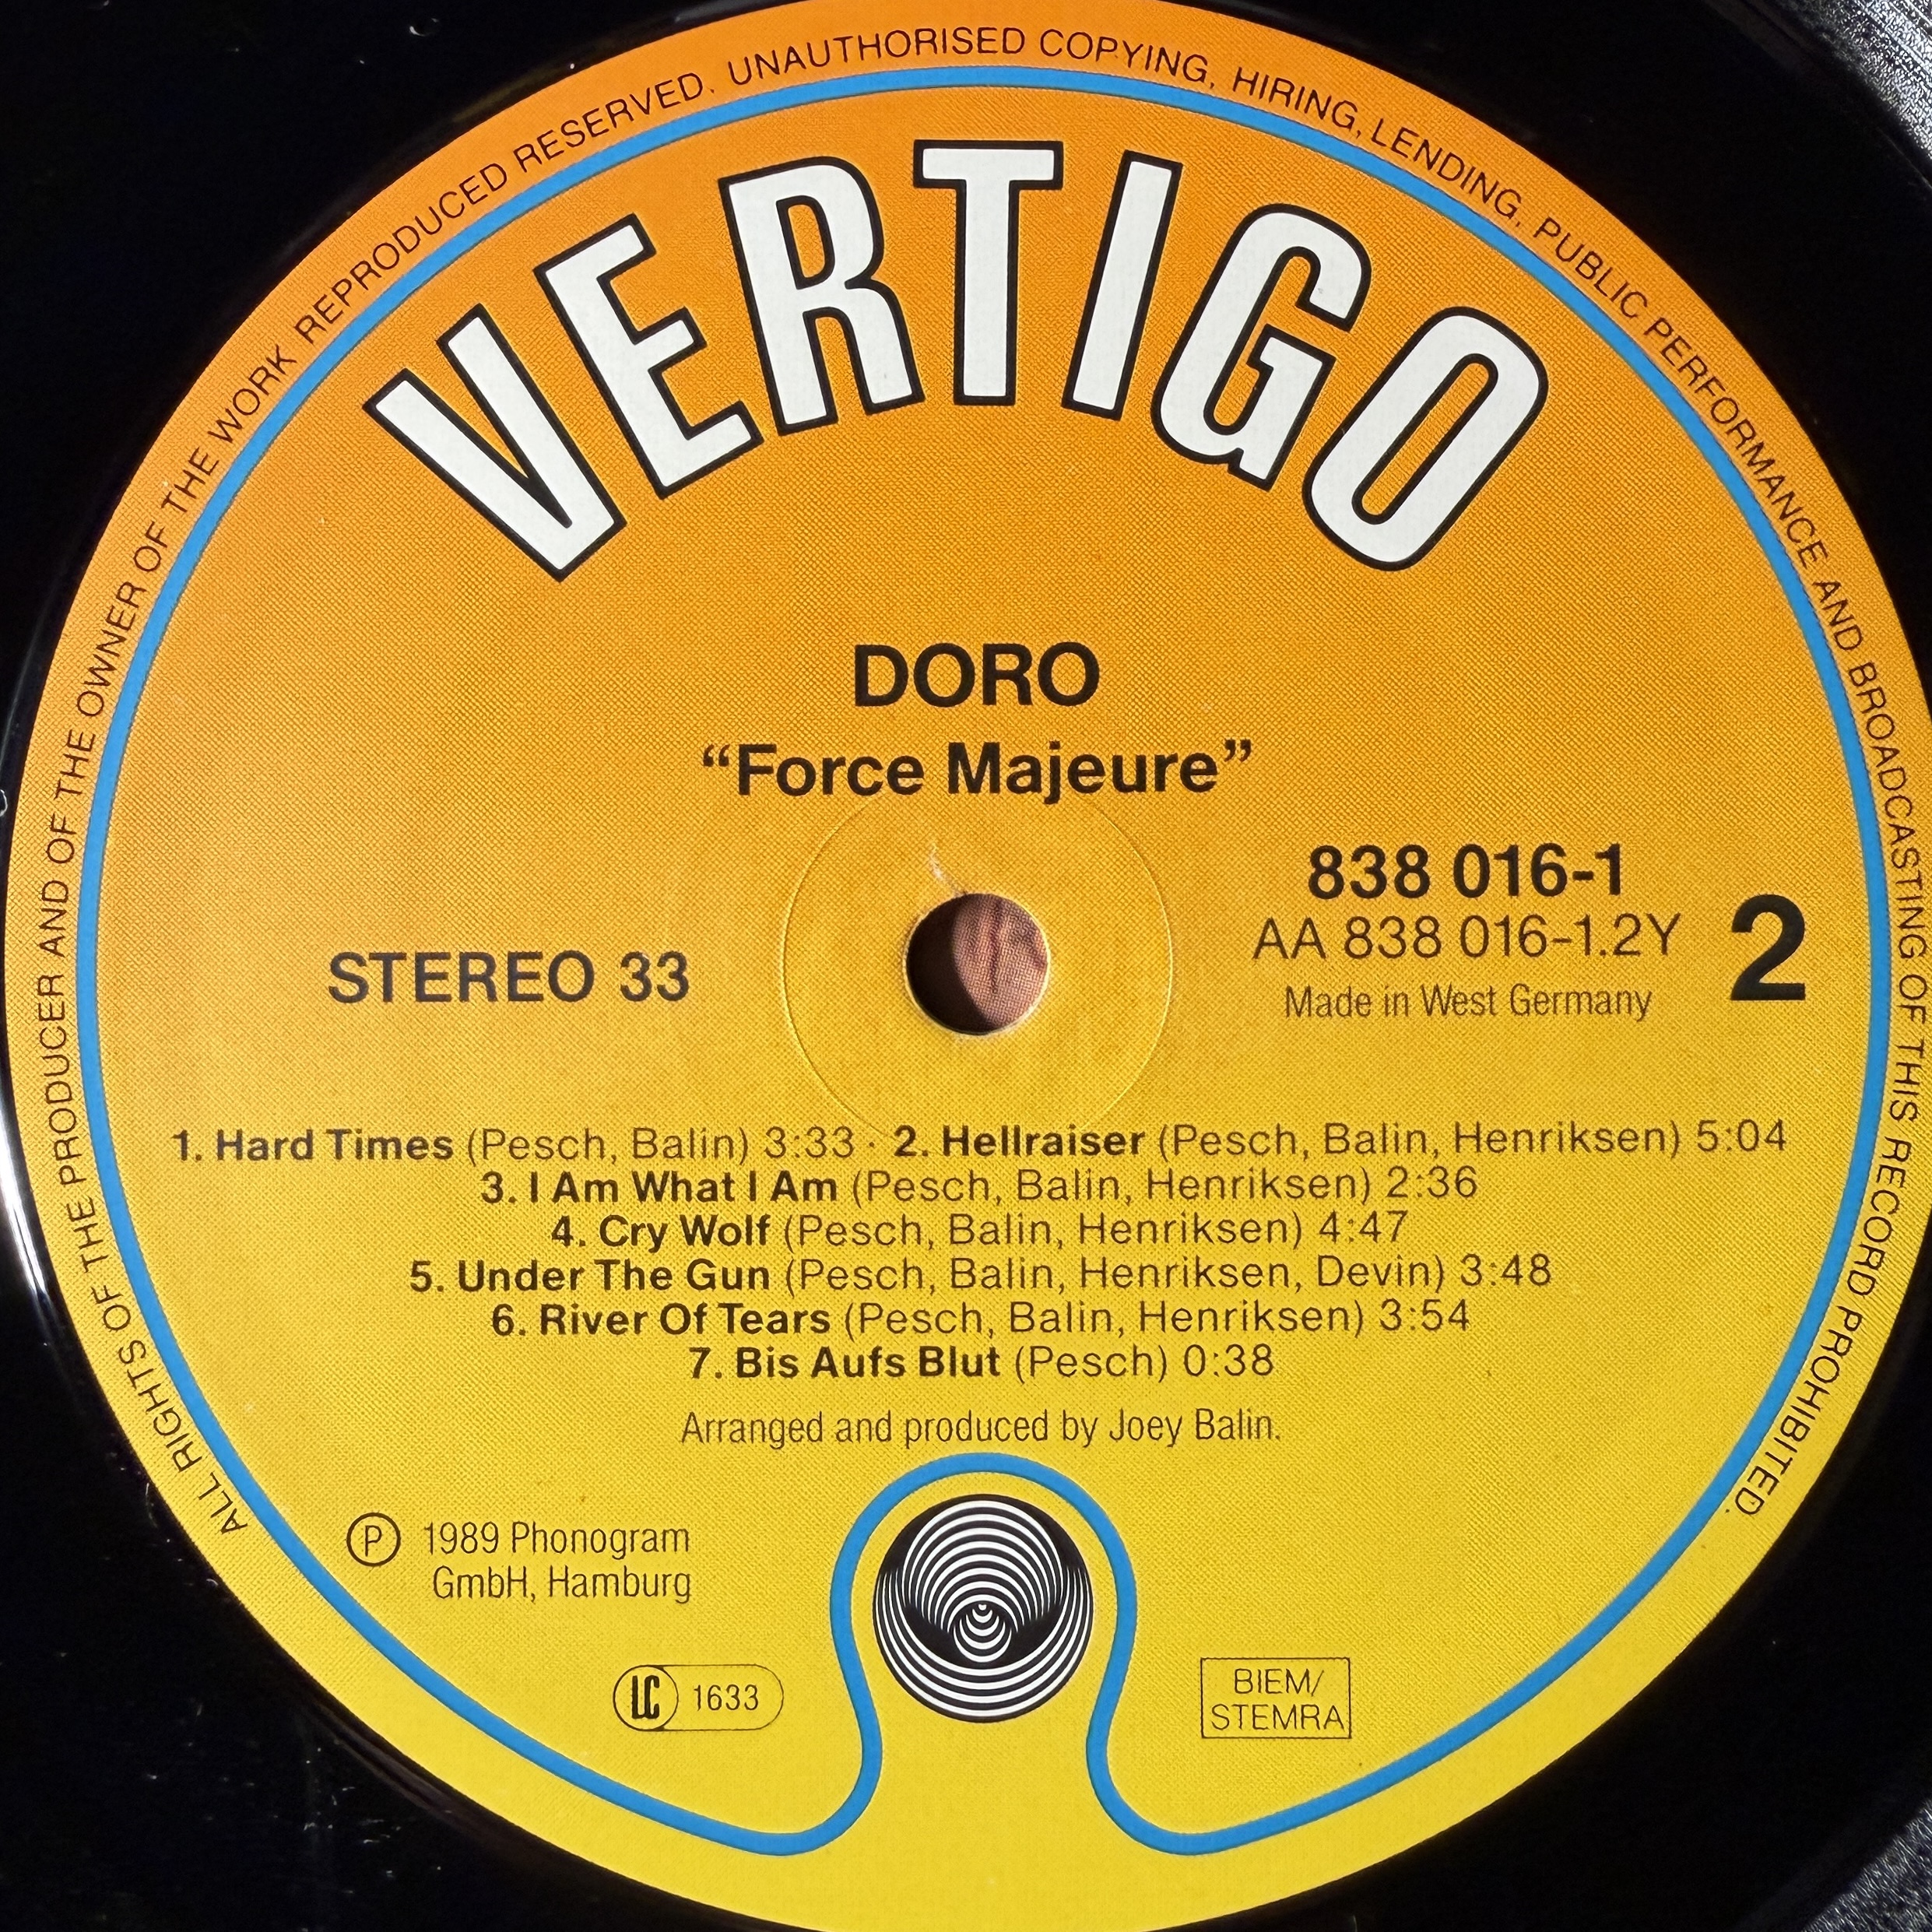 ALL RIGHTS OF THE PRODUCER AND OF THE OWNER OF THE WORK REPRODUCED RESERVED. UNAUTHORISED COPYING, HIRING, LENDING, PUBLIC PERFORMANCE AND BROADCASTING OF THIS RECORD PROHIBITED.
VERTIGO
DORO
“Force Majeure”
838 016-1
AA 838 016-1.2Y
2
STEREO 33
Made in West Germany
1. Hard Times (Pesch, Balin) 3:33 · 2. Hellraiser (Pesch, Balin, Henriksen) 5:04
3. I Am What I Am (Pesch, Balin, Henriksen) 2:36
4. Cry Wolf (Pesch, Balin, Henriksen) 4:47
5. Under The Gun (Pesch, Balin, Henriksen, Devin) 3:48
6. River Of Tears (Pesch, Balin, Henriksen) 3:54
7. Bis Aufs Blut (Pesch) 0:38
Arranged and produced by Joey Balin.
Ⓟ 1989 Phonogram
GmbH, Hamburg
LC 1633
BIEM/
STEMRA